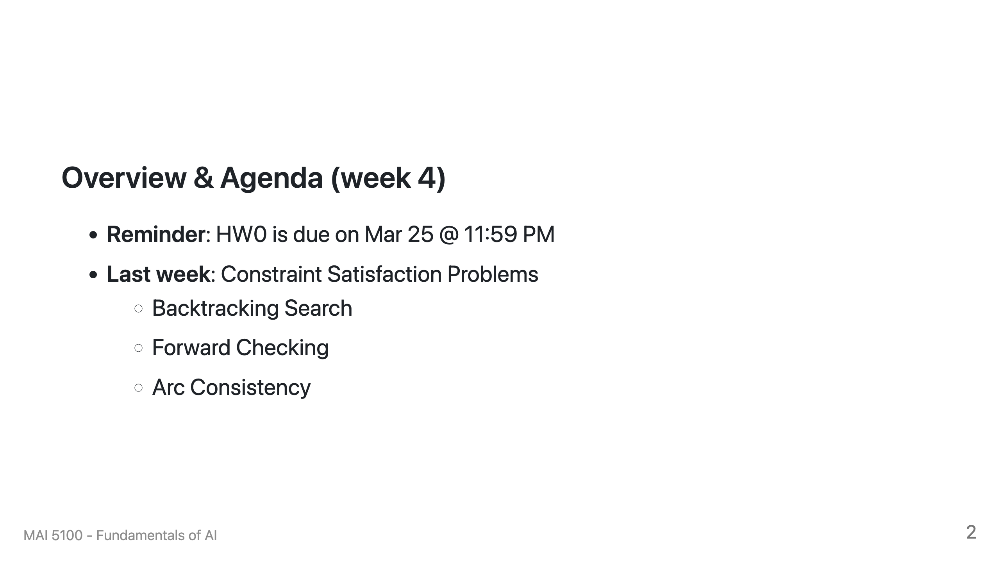 Overview & Agenda (week 4)
• Reminder: HW0 is due on Mar 25 @ 11:59 PM
• Last week: Constraint Satisfaction Problems
○ Backtracking Search
○ Forward Checking
○ Arc Consistency
MAI 5100 - Fundamentals of AI
2